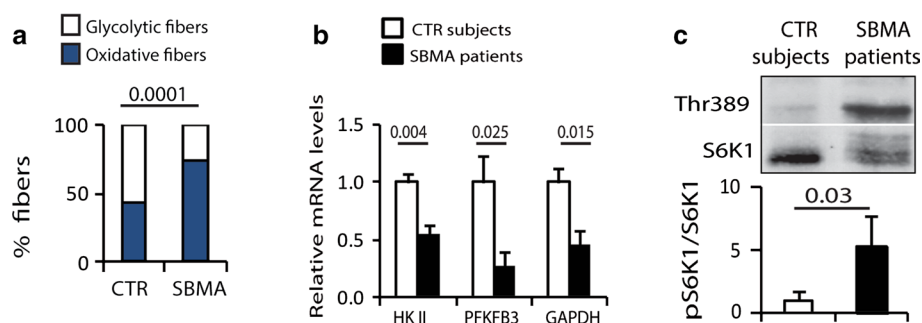 a
Glycolytic fibers
Oxidative fibers
0.0001
% fibers
100
50
0
CTR
SBMA
b
CTR subjects
SBMA patients
Relative mRNA levels
1.5
1.0
0.5
0.0
0.004
0.025
0.015
HK II
PFKFB3
GAPDH
c
CTR
subjects
SBMA
patients
Thr389
S6K1
pS6K1/S6K1
10
5
0
0.03